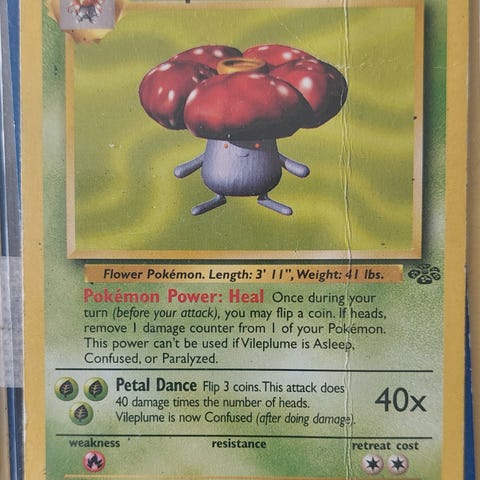 Flower Pokémon. Length: 3' 11", Weight: 41 lbs.
Pokémon Power: Heal Once during your
turn (before your attack), you may flip a coin. If heads,
remove 1 damage counter from 1 of your Pokémon.
This power can't be used if Vileplume is Asleep,
Confused, or Paralyzed.
Petal Dance Flip 3 coins. This attack does
40 damage times the number of heads.
Vileplume is now Confused (after doing damage).
40x
weakness resistance retreat cost